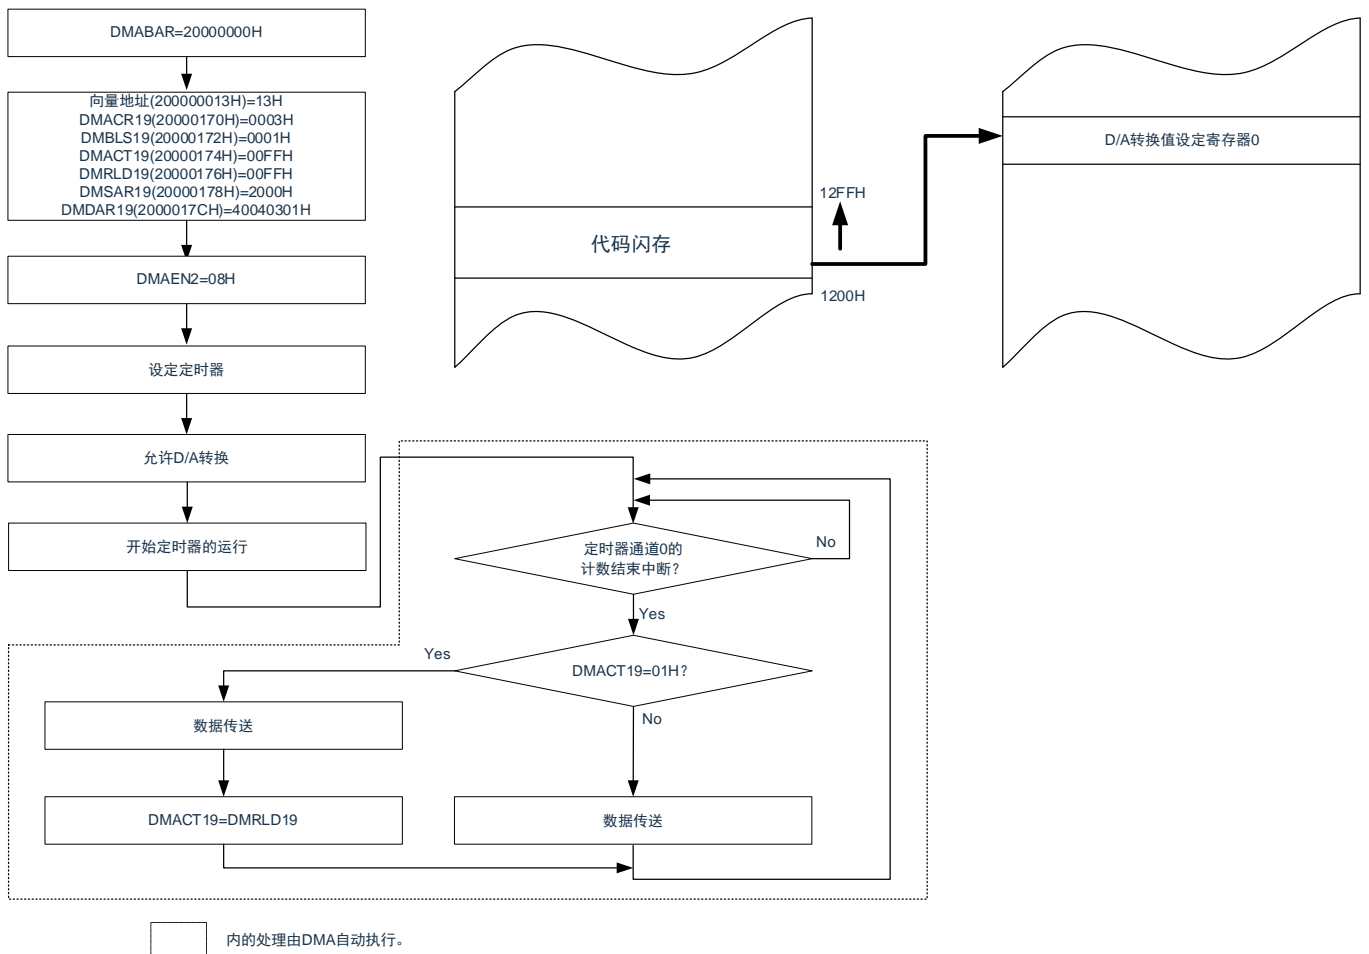 DMABAR=20000000H
向量地址(200000013H)=13H
DMACR19(20000170H)=0003H
DMBLS19(20000172H)=0001H
DMACT19(20000174H)=00FFH
DMRLD19(20000176H)=00FFH
DMSAR19(20000178H)=2000H
DMDAR19(2000017CH)=40040301H
DMAEN2=08H
设定定时器
允许D/A转换
开始定时器的运行
12FFH
代码闪存
1200H
D/A转换值设定寄存器0
定时器通道0的
计数结束中断?
No
Yes
DMACT19=01H?
Yes
No
数据传送
DMACT19=DMRLD19
数据传送
内的处理由DMA自动执行。